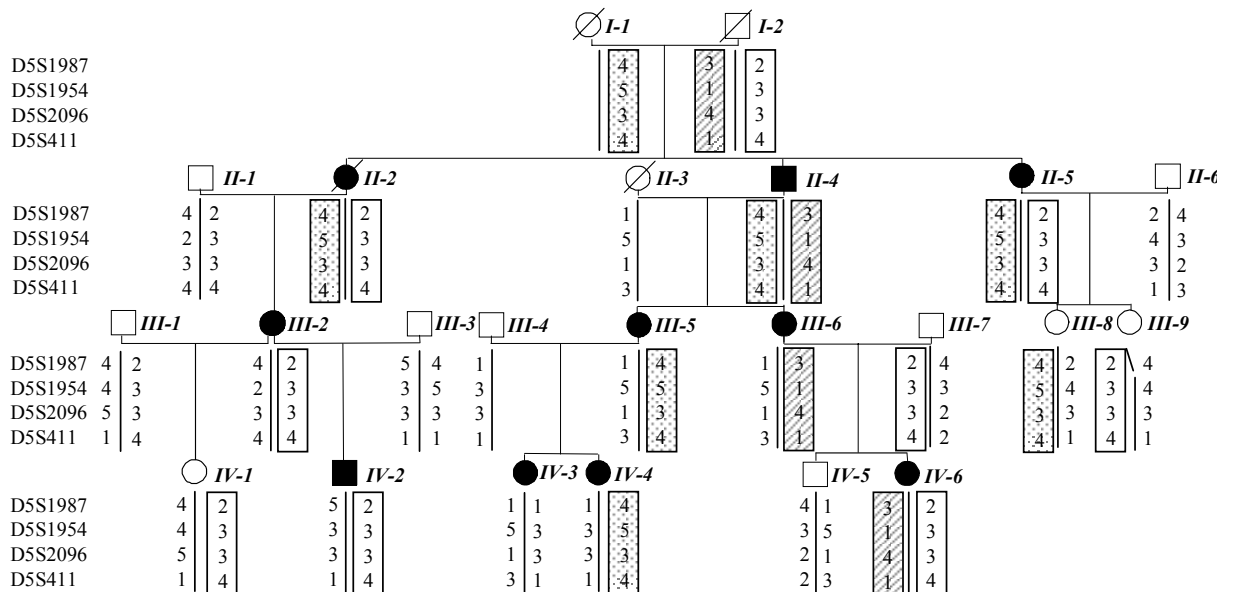 I-1 I-2
D5S1987 4 3 2
D5S1954 5 1 3
D5S2096 3 4 3
D5S411 4 1 4
II-1 II-2 II-3 II-4 II-5 II-6
D5S1987 4 2 4 2 1 4 3 4 2 2 4
D5S1954 2 3 5 3 5 5 1 5 3 4 3
D5S2096 3 3 3 3 1 3 4 3 3 3 2
D5S411 4 4 4 4 3 4 1 4 4 1 3
III-1 III-2 III-3 III-4 III-5 III-6 III-7 III-8 III-9
D5S1987 4 2 4 2 5 4 1 1 4 1 3 2 4 4 2 2 4
D5S1954 4 3 2 3 3 5 3 5 5 5 1 3 3 5 4 3 4
D5S2096 5 3 3 3 3 3 3 1 3 1 4 3 2 3 3 3 3
D5S411 1 4 4 4 1 1 1 3 4 3 1 4 2 4 1 4 1
IV-1 IV-2 IV-3 IV-4 IV-5 IV-6
D5S1987 4 2 5 2 1 1 1 4 4 1 3 2
D5S1954 4 3 3 3 5 3 3 5 3 5 1 3
D5S2096 5 3 3 3 1 3 3 3 2 1 4 3
D5S411 1 4 1 4 3 1 1 4 2 3 1 4